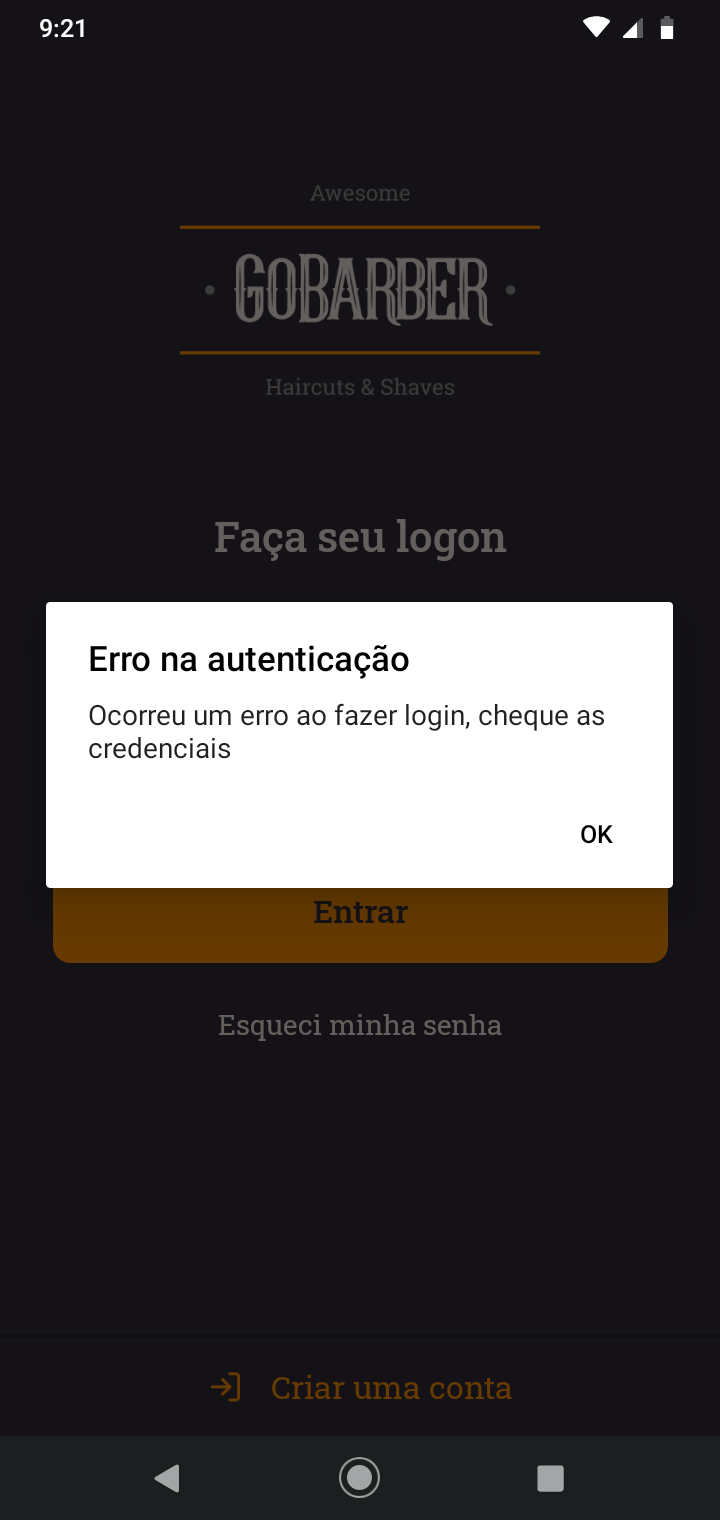 9:21
Awesome
GOBARBER
Haircuts & Shaves
Faça seu logon
Erro na autenticação
Ocorreu um erro ao fazer login, cheque as
credenciais
OK
Entrar
Esqueci minha senha
Criar uma conta